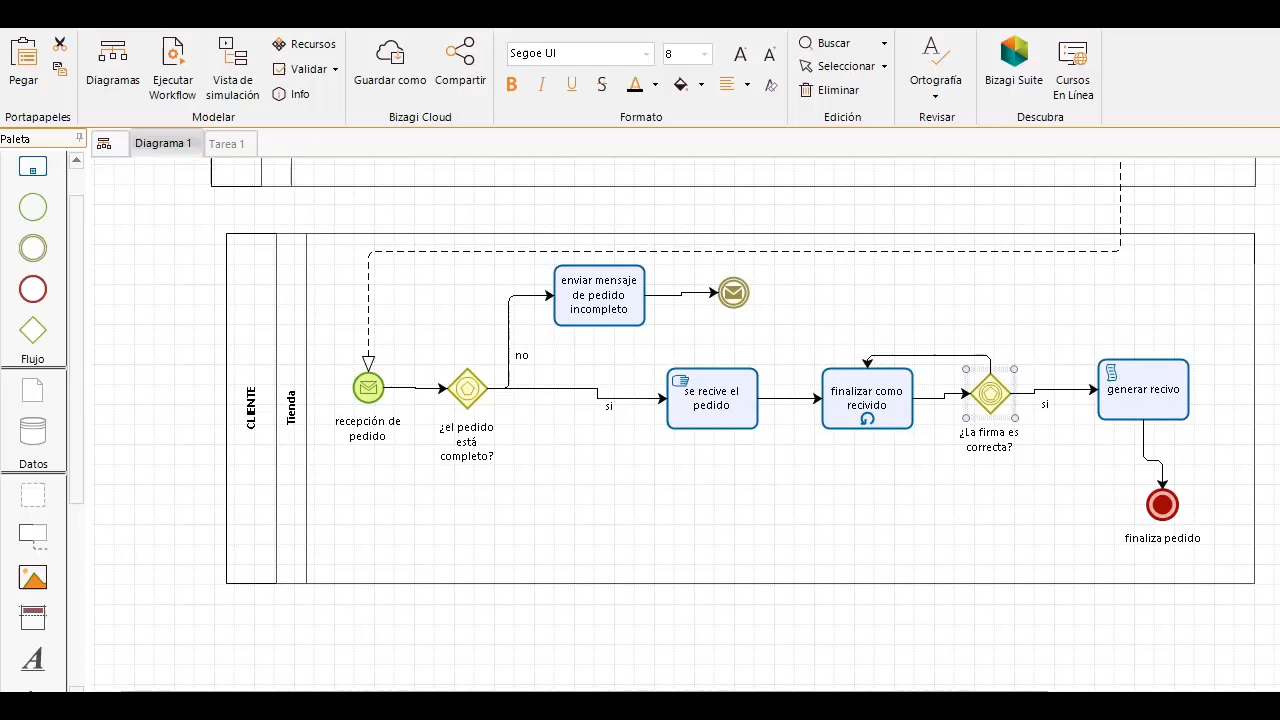 Pegar
Portapapeles
Diagramas
Ejecutar
Workflow
Vista de
simulación
Recursos
Validar
Info
Modelar
Guardar como
Compartir
Bizagi Cloud
Segoe UI
8
B I U S A
Formato
Buscar
Seleccionar
Eliminar
Edición
Ortografía
Revisar
Bizagi Suite
Cursos
En Línea
Descubra
Paleta
Diagrama 1
Tarea 1
Flujo
Datos
A
CLIENTE
Tienda
recepción de
pedido
¿el pedido
está
completo?
no
si
enviar mensaje
de pedido
incompleto
se recive el
pedido
finalizar como
recivido
¿La firma es
correcta?
si
generar recivo
finaliza pedido